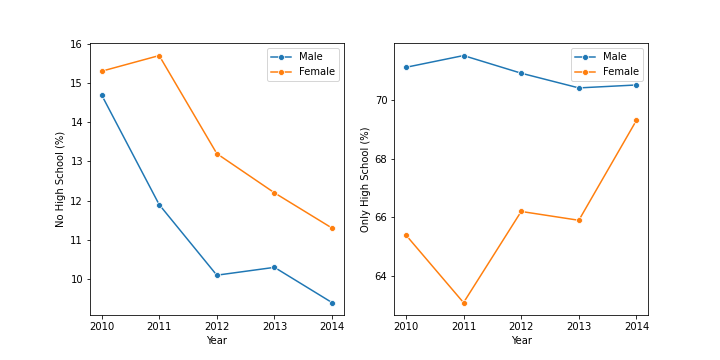 No High School (%)
16
15
14
13
12
11
10
Male
Female
2010 2011 2012 2013 2014
Year
Only High School (%)
70
68
66
64
Male
Female
2010 2011 2012 2013 2014
Year